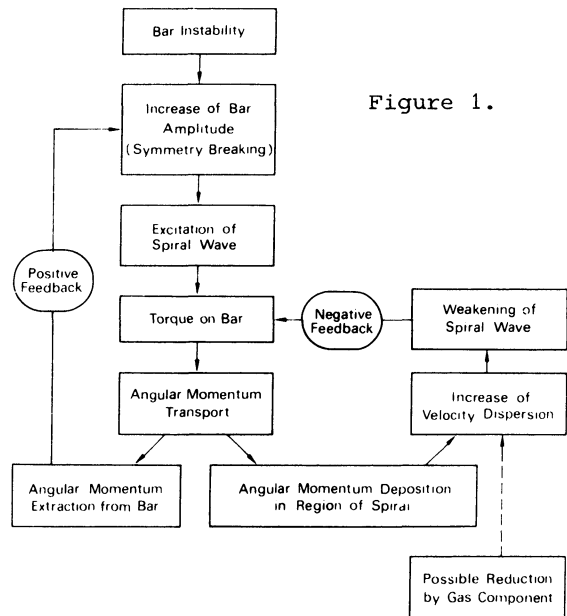 Bar Instability
Increase of Bar
Amplitude
(Symmetry Breaking)
Figure 1.
Excitation of
Spiral Wave
Positive
Feedback
Torque on Bar
Negative
Feedback
Weakening of
Spiral Wave
Angular Momentum
Transport
Increase of
Velocity Dispersion
Angular Momentum
Extraction from Bar
Angular Momentum Deposition
in Region of Spiral
Possible Reduction
by Gas Component